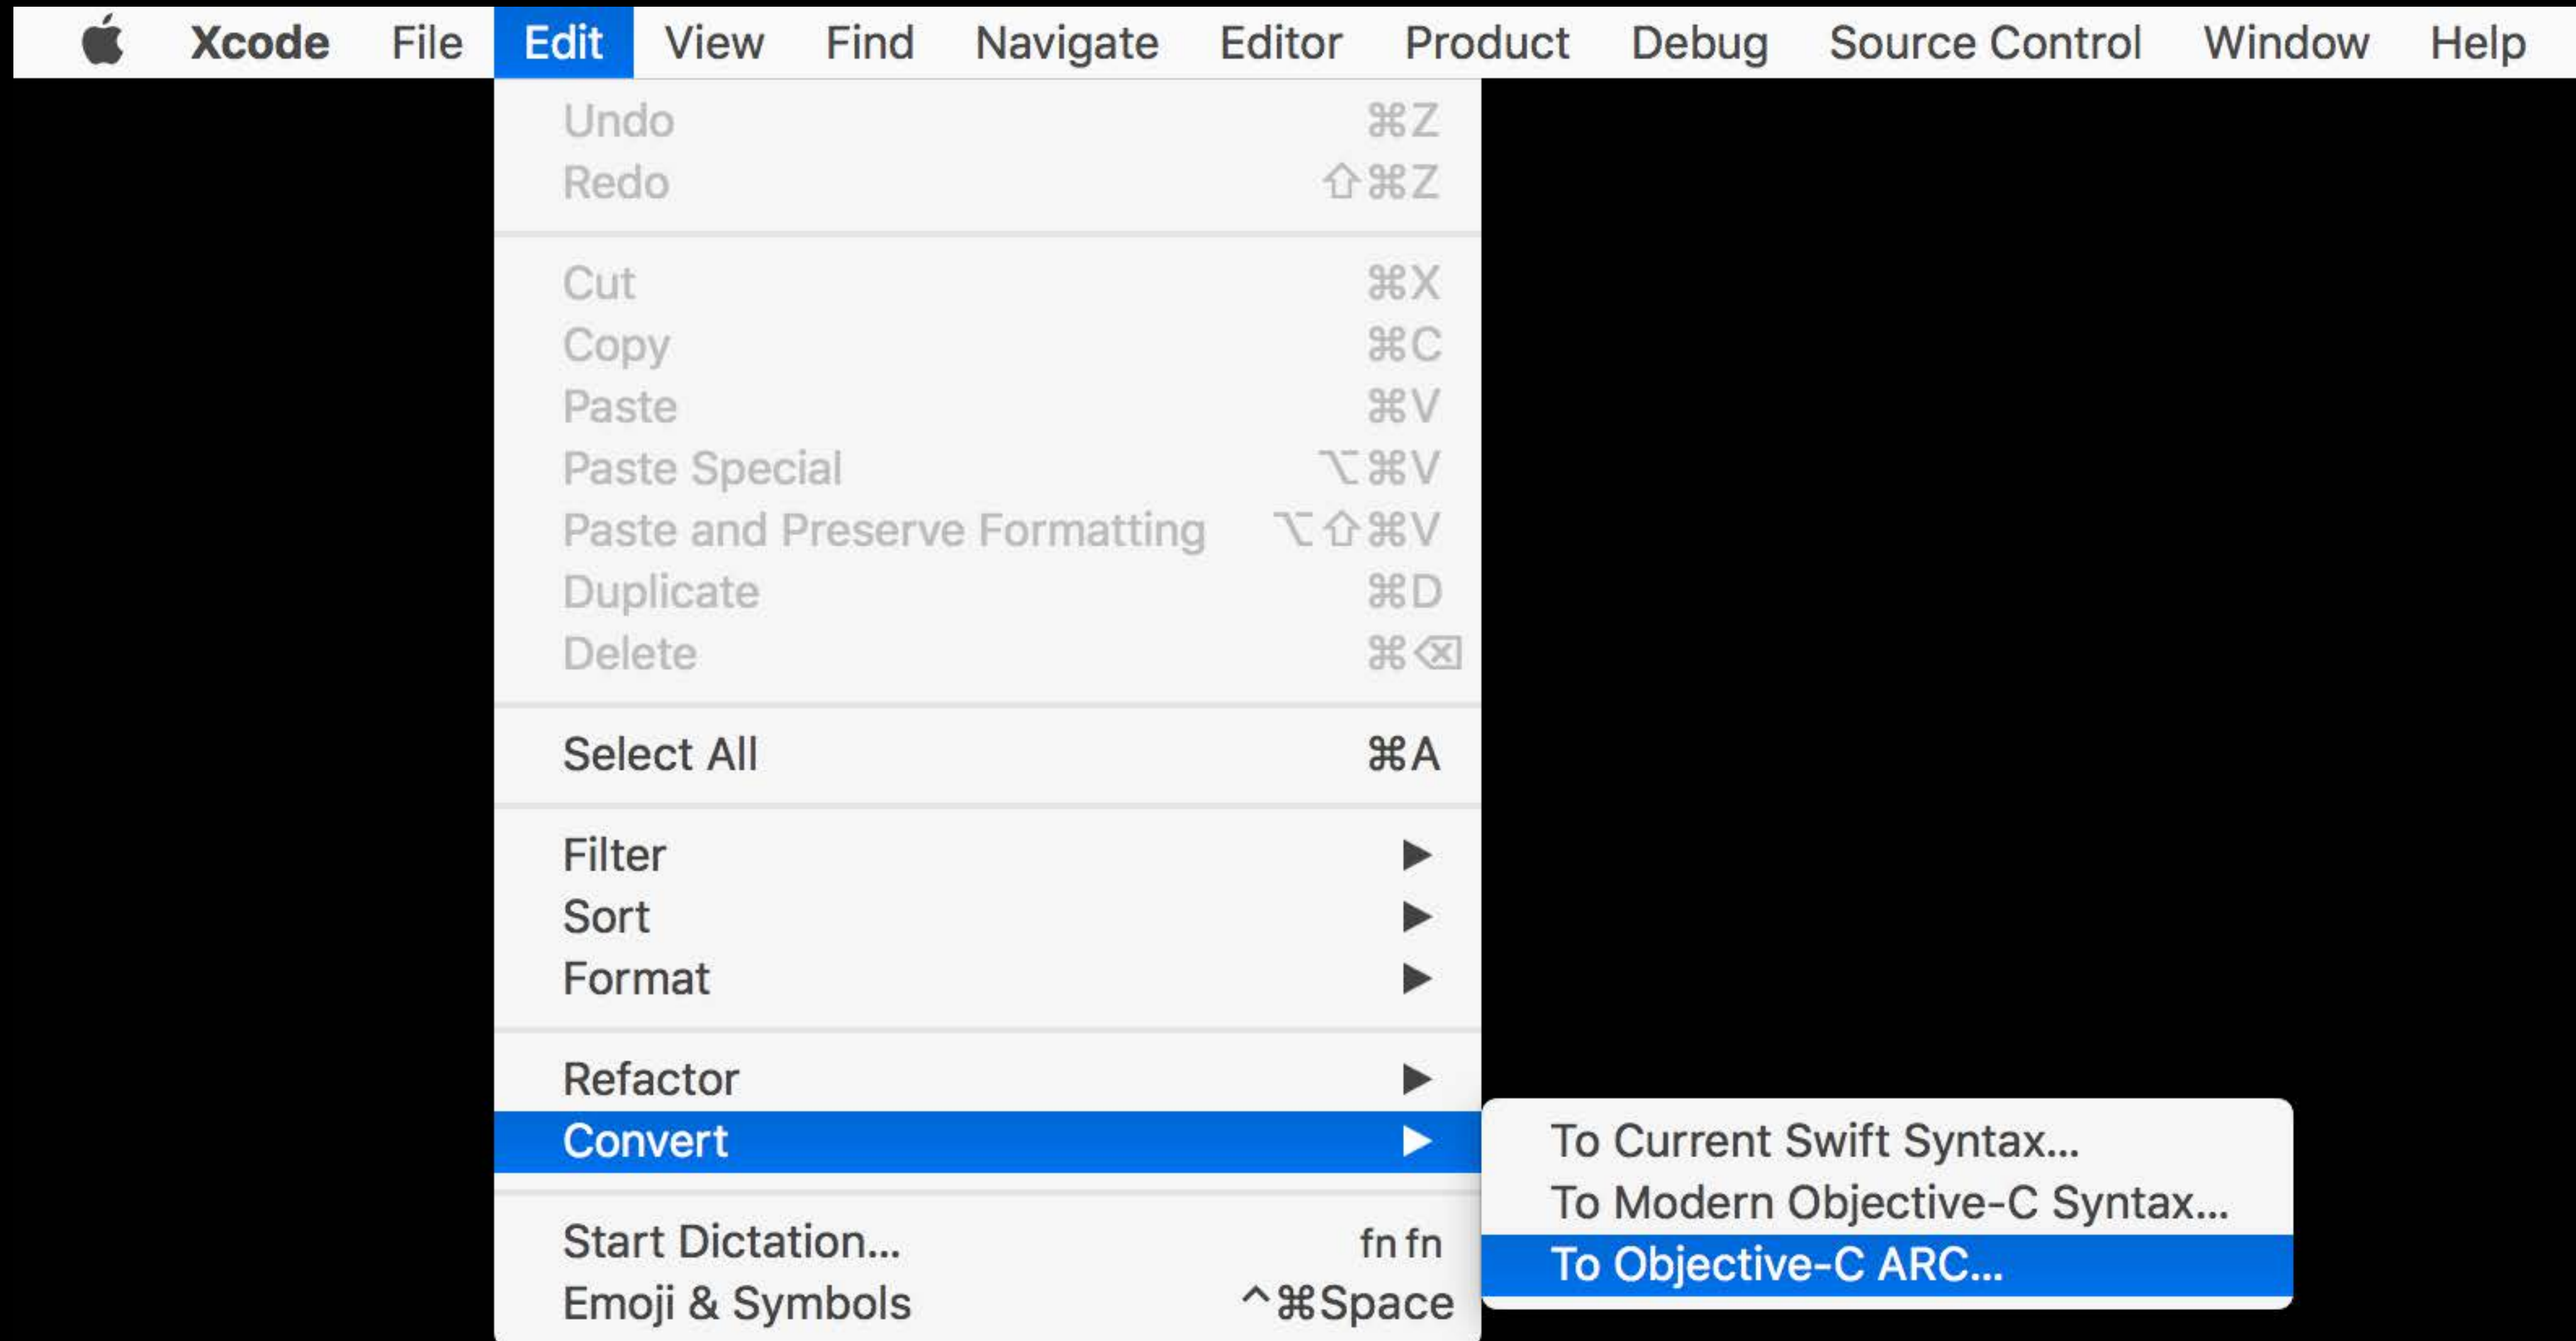 Xcode File Edit View Find Navigate Editor Product Debug Source Control Window Help
Undo ⌘Z
Redo ⇧⌘Z
Cut ⌘X
Copy ⌘C
Paste ⌘V
Paste Special ⌥⌘V
Paste and Preserve Formatting ⌥⇧⌘V
Duplicate ⌘D
Delete ⌘⌫
Select All ⌘A
Filter ▶
Sort ▶
Format ▶
Refactor ▶
Convert ▶
To Current Swift Syntax...
To Modern Objective-C Syntax...
To Objective-C ARC...
Start Dictation... fn fn
Emoji & Symbols ^⌘Space